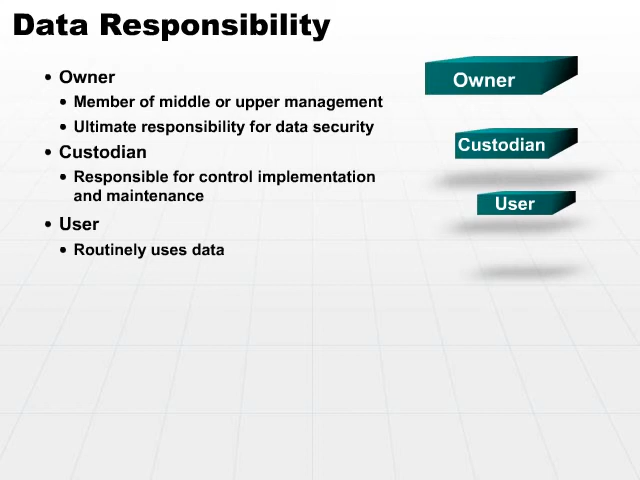 Data Responsibility
• Owner
• Member of middle or upper management
• Ultimate responsibility for data security
• Custodian
• Responsible for control implementation
and maintenance
• User
• Routinely uses data
Owner
Custodian
User